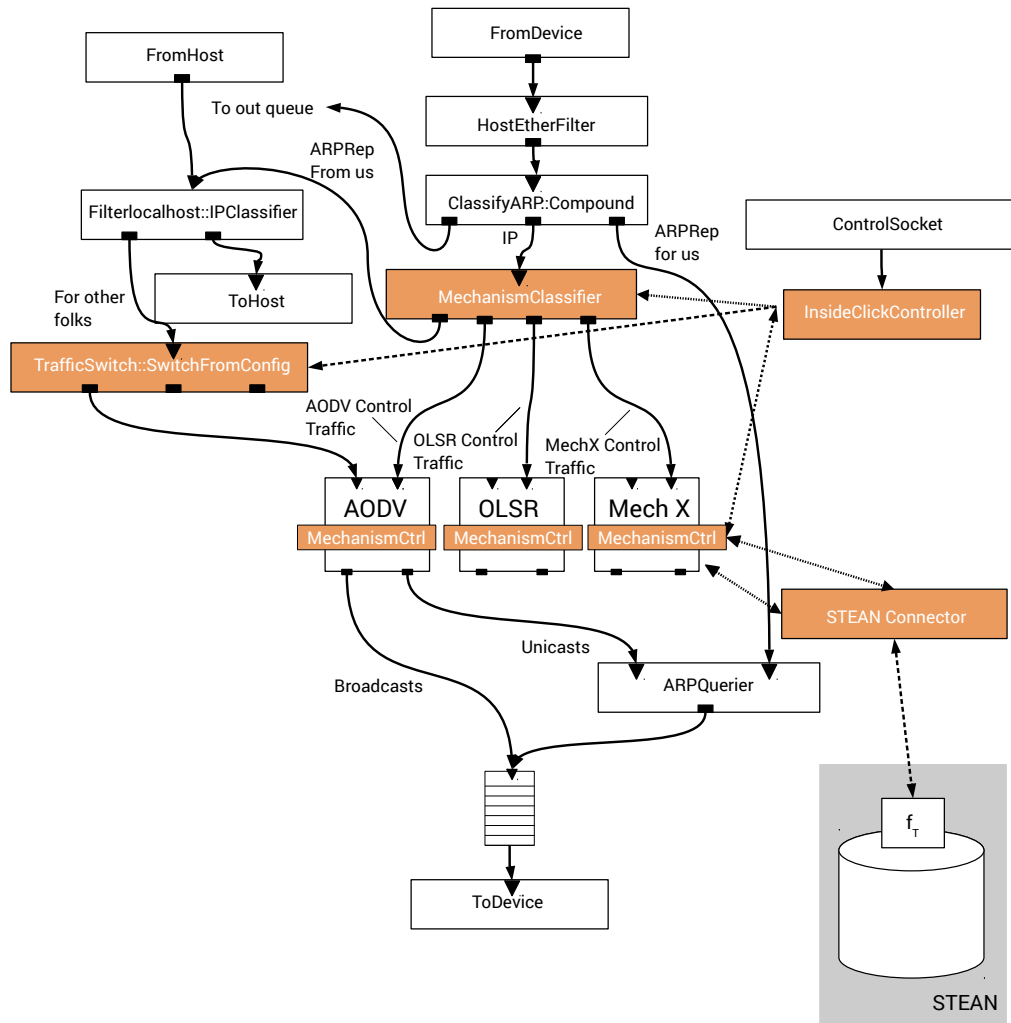 FromDevice
FromHost
To out queue
HostEtherFilter
ARPRep
From us
Filterlocalhost::IPClassifier
ClassifyARP::Compound
ControlSocket
IP
ARPRep
for us
ToHost
MechanismClassifier
InsideClickController
For other
folks
TrafficSwitch::SwitchFromConfig
AODV Control
Traffic
OLSR Control
Traffic
MechX Control
Traffic
AODV
OLSR
Mech X
MechanismCtrl
MechanismCtrl
MechanismCtrl
STEAN Connector
Unicasts
Broadcasts
ARPQuerier
f_T
ToDevice
STEAN